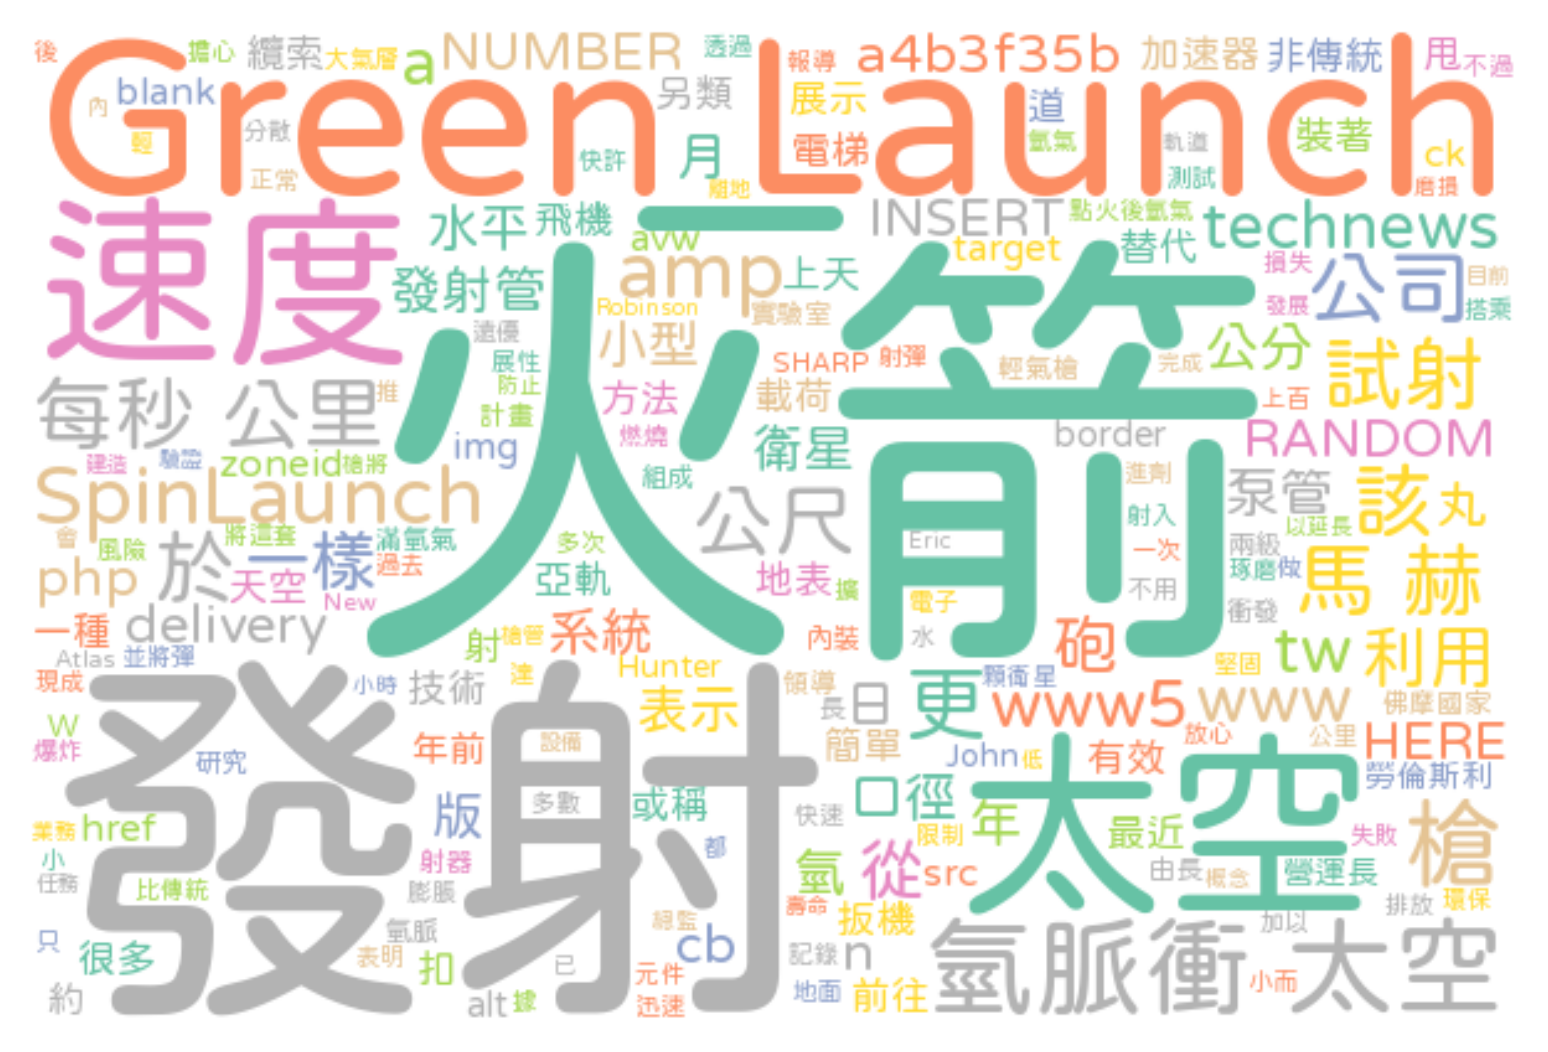 後 擔心 纜索 大氣層 a NUMBER 透過 報導 a4b3f35b 加速器 非傳統 甩 不過
Green Launch
內 blank 另類 展示 道 裝著
輕 分散 快許 月 電梯 氫氣 軌道 ck
正常 離地 測試 磨損
速度 水平 飛機 一 avw INSERT 點火後氫氣 technews
target 替代 損失 公司 目前
發射管 amp 上天 火箭 發展 搭乘
遠優 Robinson 小型 實驗室 公分 試射
展性 SHARP 射彈 輕氣槍 完成
每秒 公里 推 防止 計畫 方法 載荷 上百
建造 驗證 zoneid 槍將 img 燃燒 衛星 border RANDOM
SpinLaunch 組成 公尺 進劑 泵管 該 丸
會 風險 將這套 滿氫氣 多次 Eric 射入 以延長
於 一樣 過去 一次 兩級 馬 赫
php 天空 New 亞軌 地表 擴 電子 不用 琢磨 做 衝發
一種 delivery 射 槍管 系統 內裝 水 砲 tw 利用
Atlas 並將彈 Hunter 堅固
現成 小時 技術 達 表示 領導 長 日 更 顆衛星 www5 www 佛摩國家
W 發射
爆炸 研究 年前 設備 簡單 John 低 有效 放心 公里 HERE
版 多數 或稱 快速 口徑 年 太空 勞倫斯利
業務 href 限制 最近 失敗 槍
小 射器 都 氫 從 src 由長 概念 營運長
任務 比傳統 膨脹 壽命 扳機 排放 環保
只 很多 氫脈 表明 總監 cb 記錄 n 氫脈衝 加以 太空
約 扣 已 元件 地面 前往 小而
alt 據 迅速